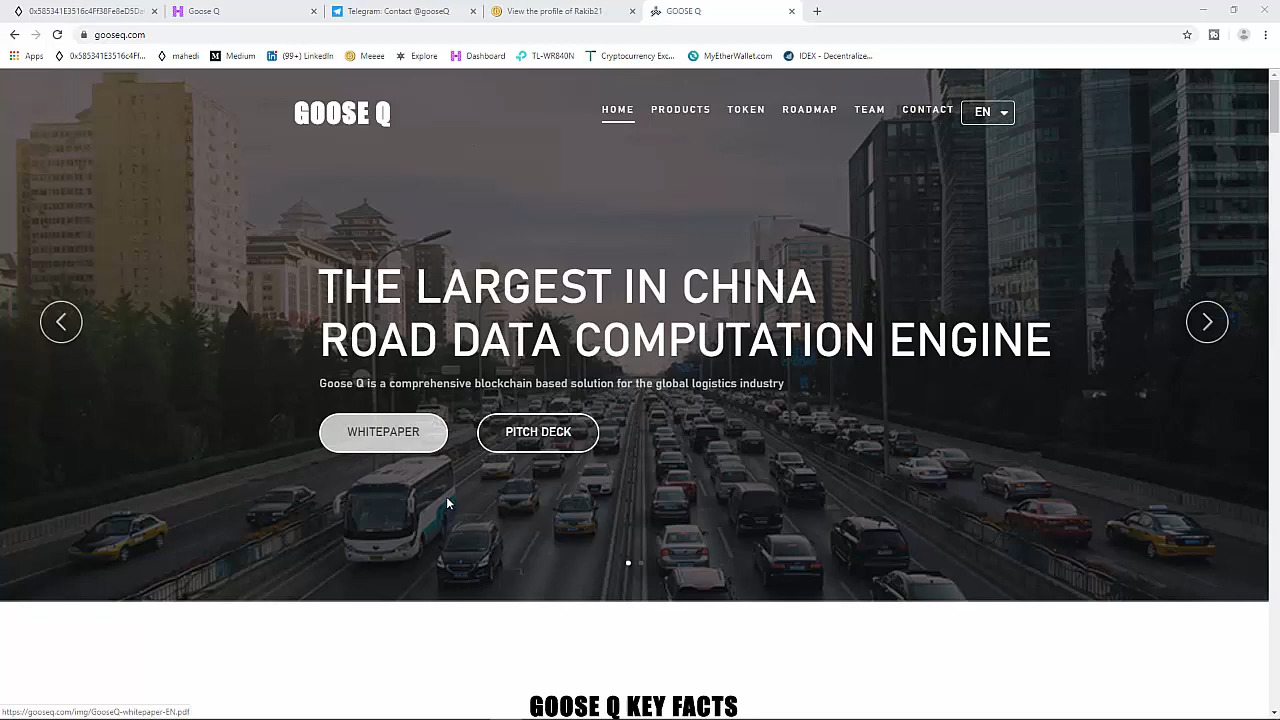 0x585341E3516c4Ff38F8e8D5Dal
Goose Q
Telegram: Contact @gooseQ
View the profile of Rakib21
GOOSE Q
gooseq.com
Apps
0x585341E3516c4f...
mahedi
Medium
(99+) LinkedIn
Meeee
Explore
Dashboard
TL-WR840N
Cryptocurrency Exc...
MyEtherWallet.com
IDEX - Decentralize...
GOOSE Q
HOME PRODUCTS TOKEN ROADMAP TEAM CONTACT EN
THE LARGEST IN CHINA
ROAD DATA COMPUTATION ENGINE
Goose Q is a comprehensive blockchain based solution for the global logistics industry
WHITEPAPER PITCH DECK
GOOSE Q KEY FACTS
https://gooseq.com/img/GooseQ-whitepaper-EN.pdf